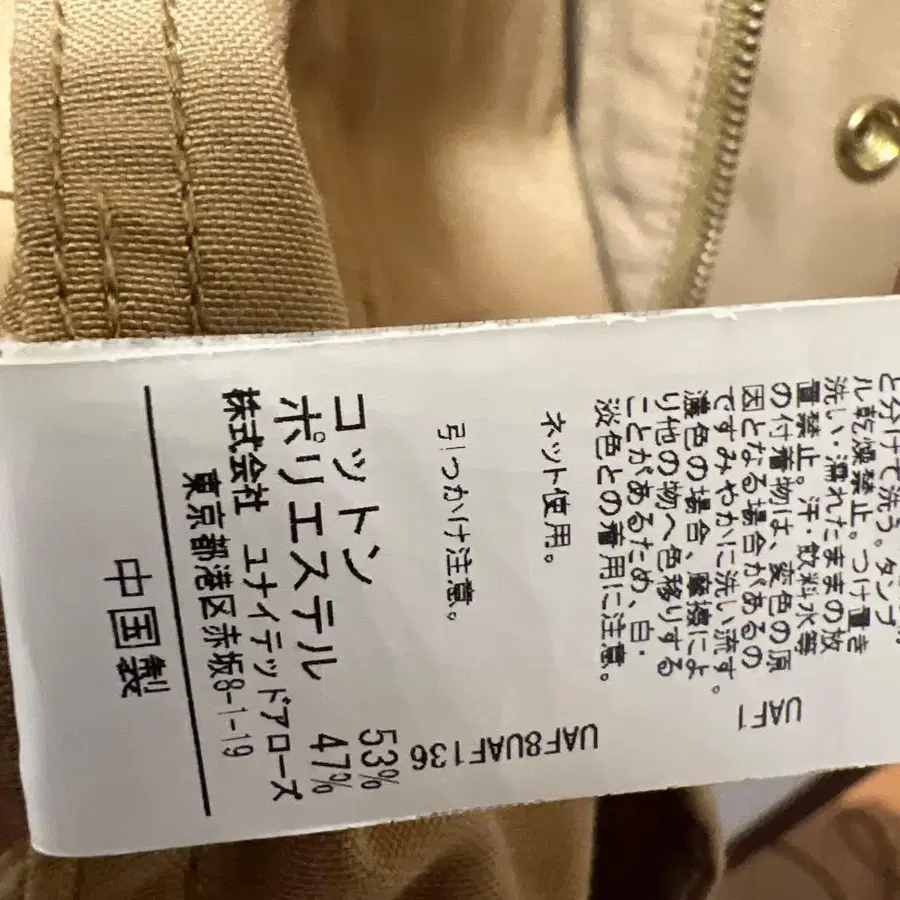 と分けて洗う。タンブ
ル乾燥禁止。つけ置き
洗い・濡れたままの放
置禁止。汗・飲料水等
の付着物は、変色の原
因となる場合があるの
ですみやかに洗い流す。
濃色の場合、摩擦によ
り他の物へ色移りする
ことがあるため、白・
淡色との着用に注意。
UAF1
ネット使用。
UAF8UAF136
引っかけ注意。
コットン 53%
ポリエステル 47%
株式会社 ユナイテッドアローズ
東京都港区赤坂8-1-19
中国製